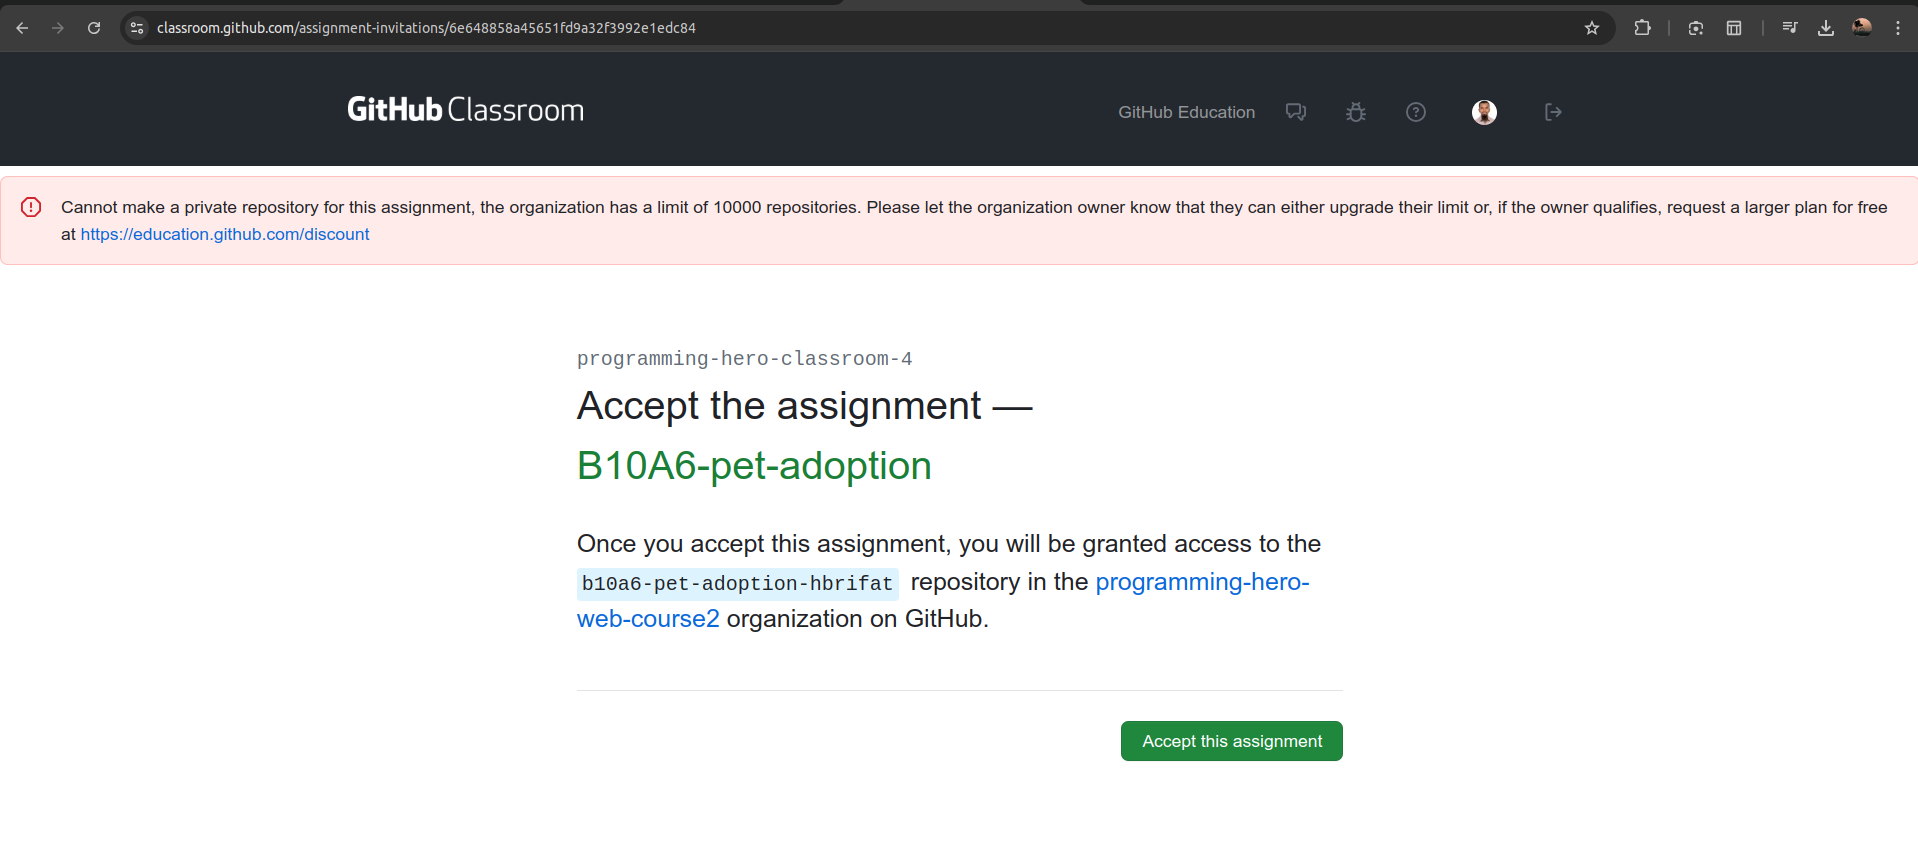 classroom.github.com/assignment-invitations/6e648858a45651fd9a32f3992e1edc84
GitHub Classroom
GitHub Education
Cannot make a private repository for this assignment, the organization has a limit of 10000 repositories. Please let the organization owner know that they can either upgrade their limit or, if the owner qualifies, request a larger plan for free
at https://education.github.com/discount
programming-hero-classroom-4
Accept the assignment —
B10A6-pet-adoption
Once you accept this assignment, you will be granted access to the
b10a6-pet-adoption-hbrifat repository in the programming-hero-
web-course2 organization on GitHub.
Accept this assignment